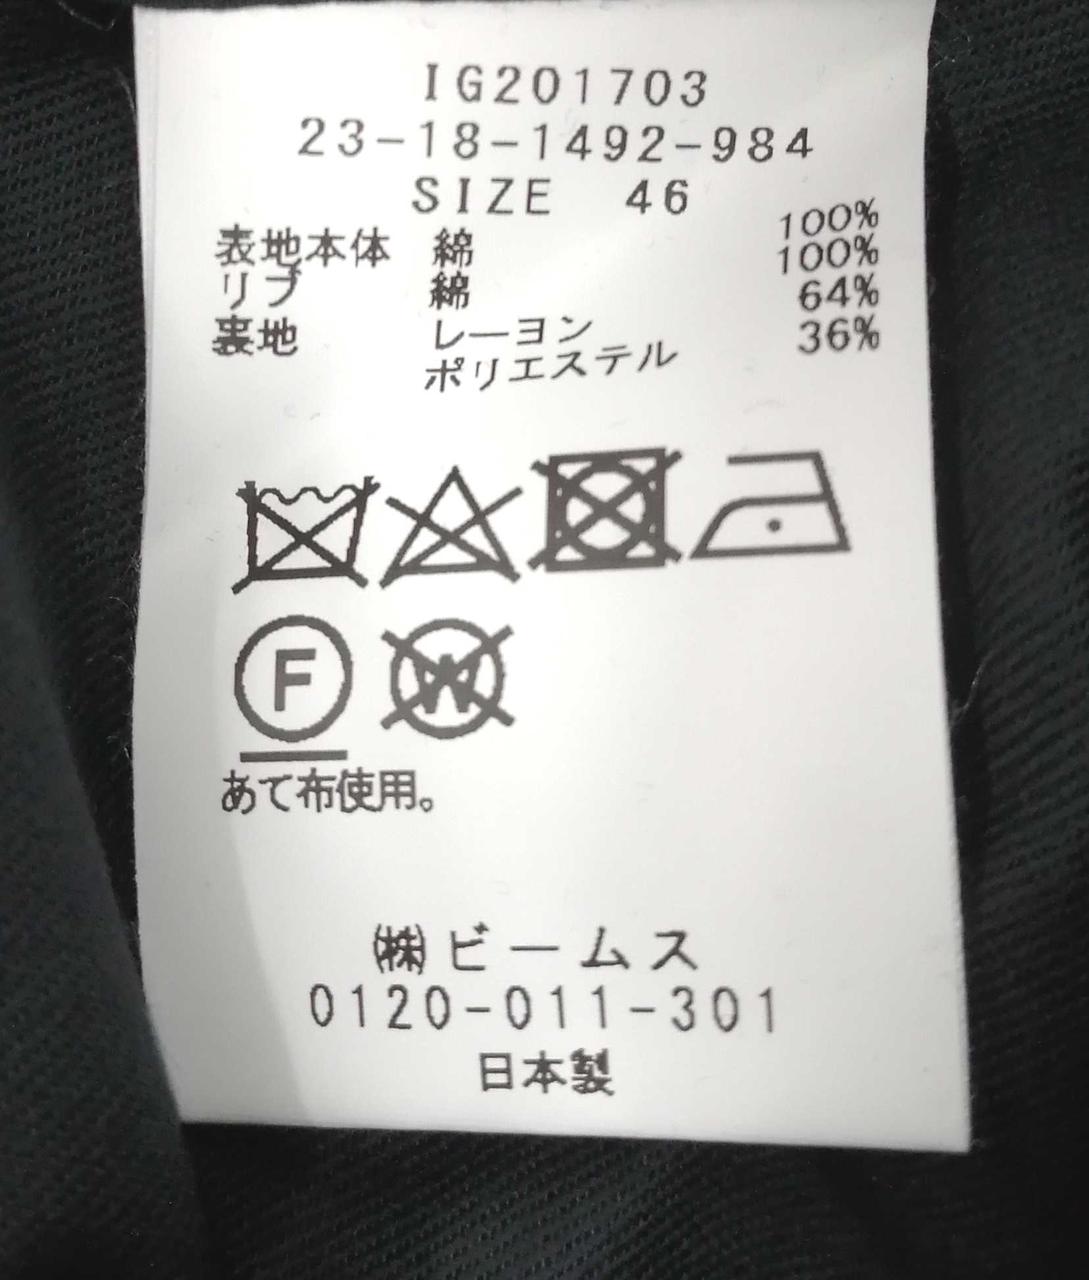 IG201703
23-18-1492-984
SIZE 46
表地本体 綿 100%
リブ 綿 100%
裏地 レーヨン 64%
ポリエステル 36%
F W
あて布使用。
㈱ビームス
0120-011-301
日本製